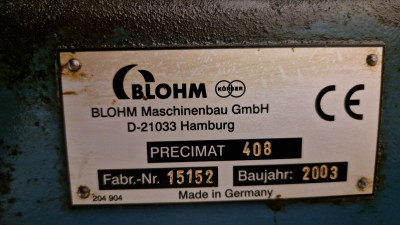 BLOHM KÖRBER
BLOHM Maschinenbau GmbH
D-21033 Hamburg
CE
PRECIMAT 408
Fabr.-Nr. 15152 Baujahr: 2003
204 904 Made in Germany